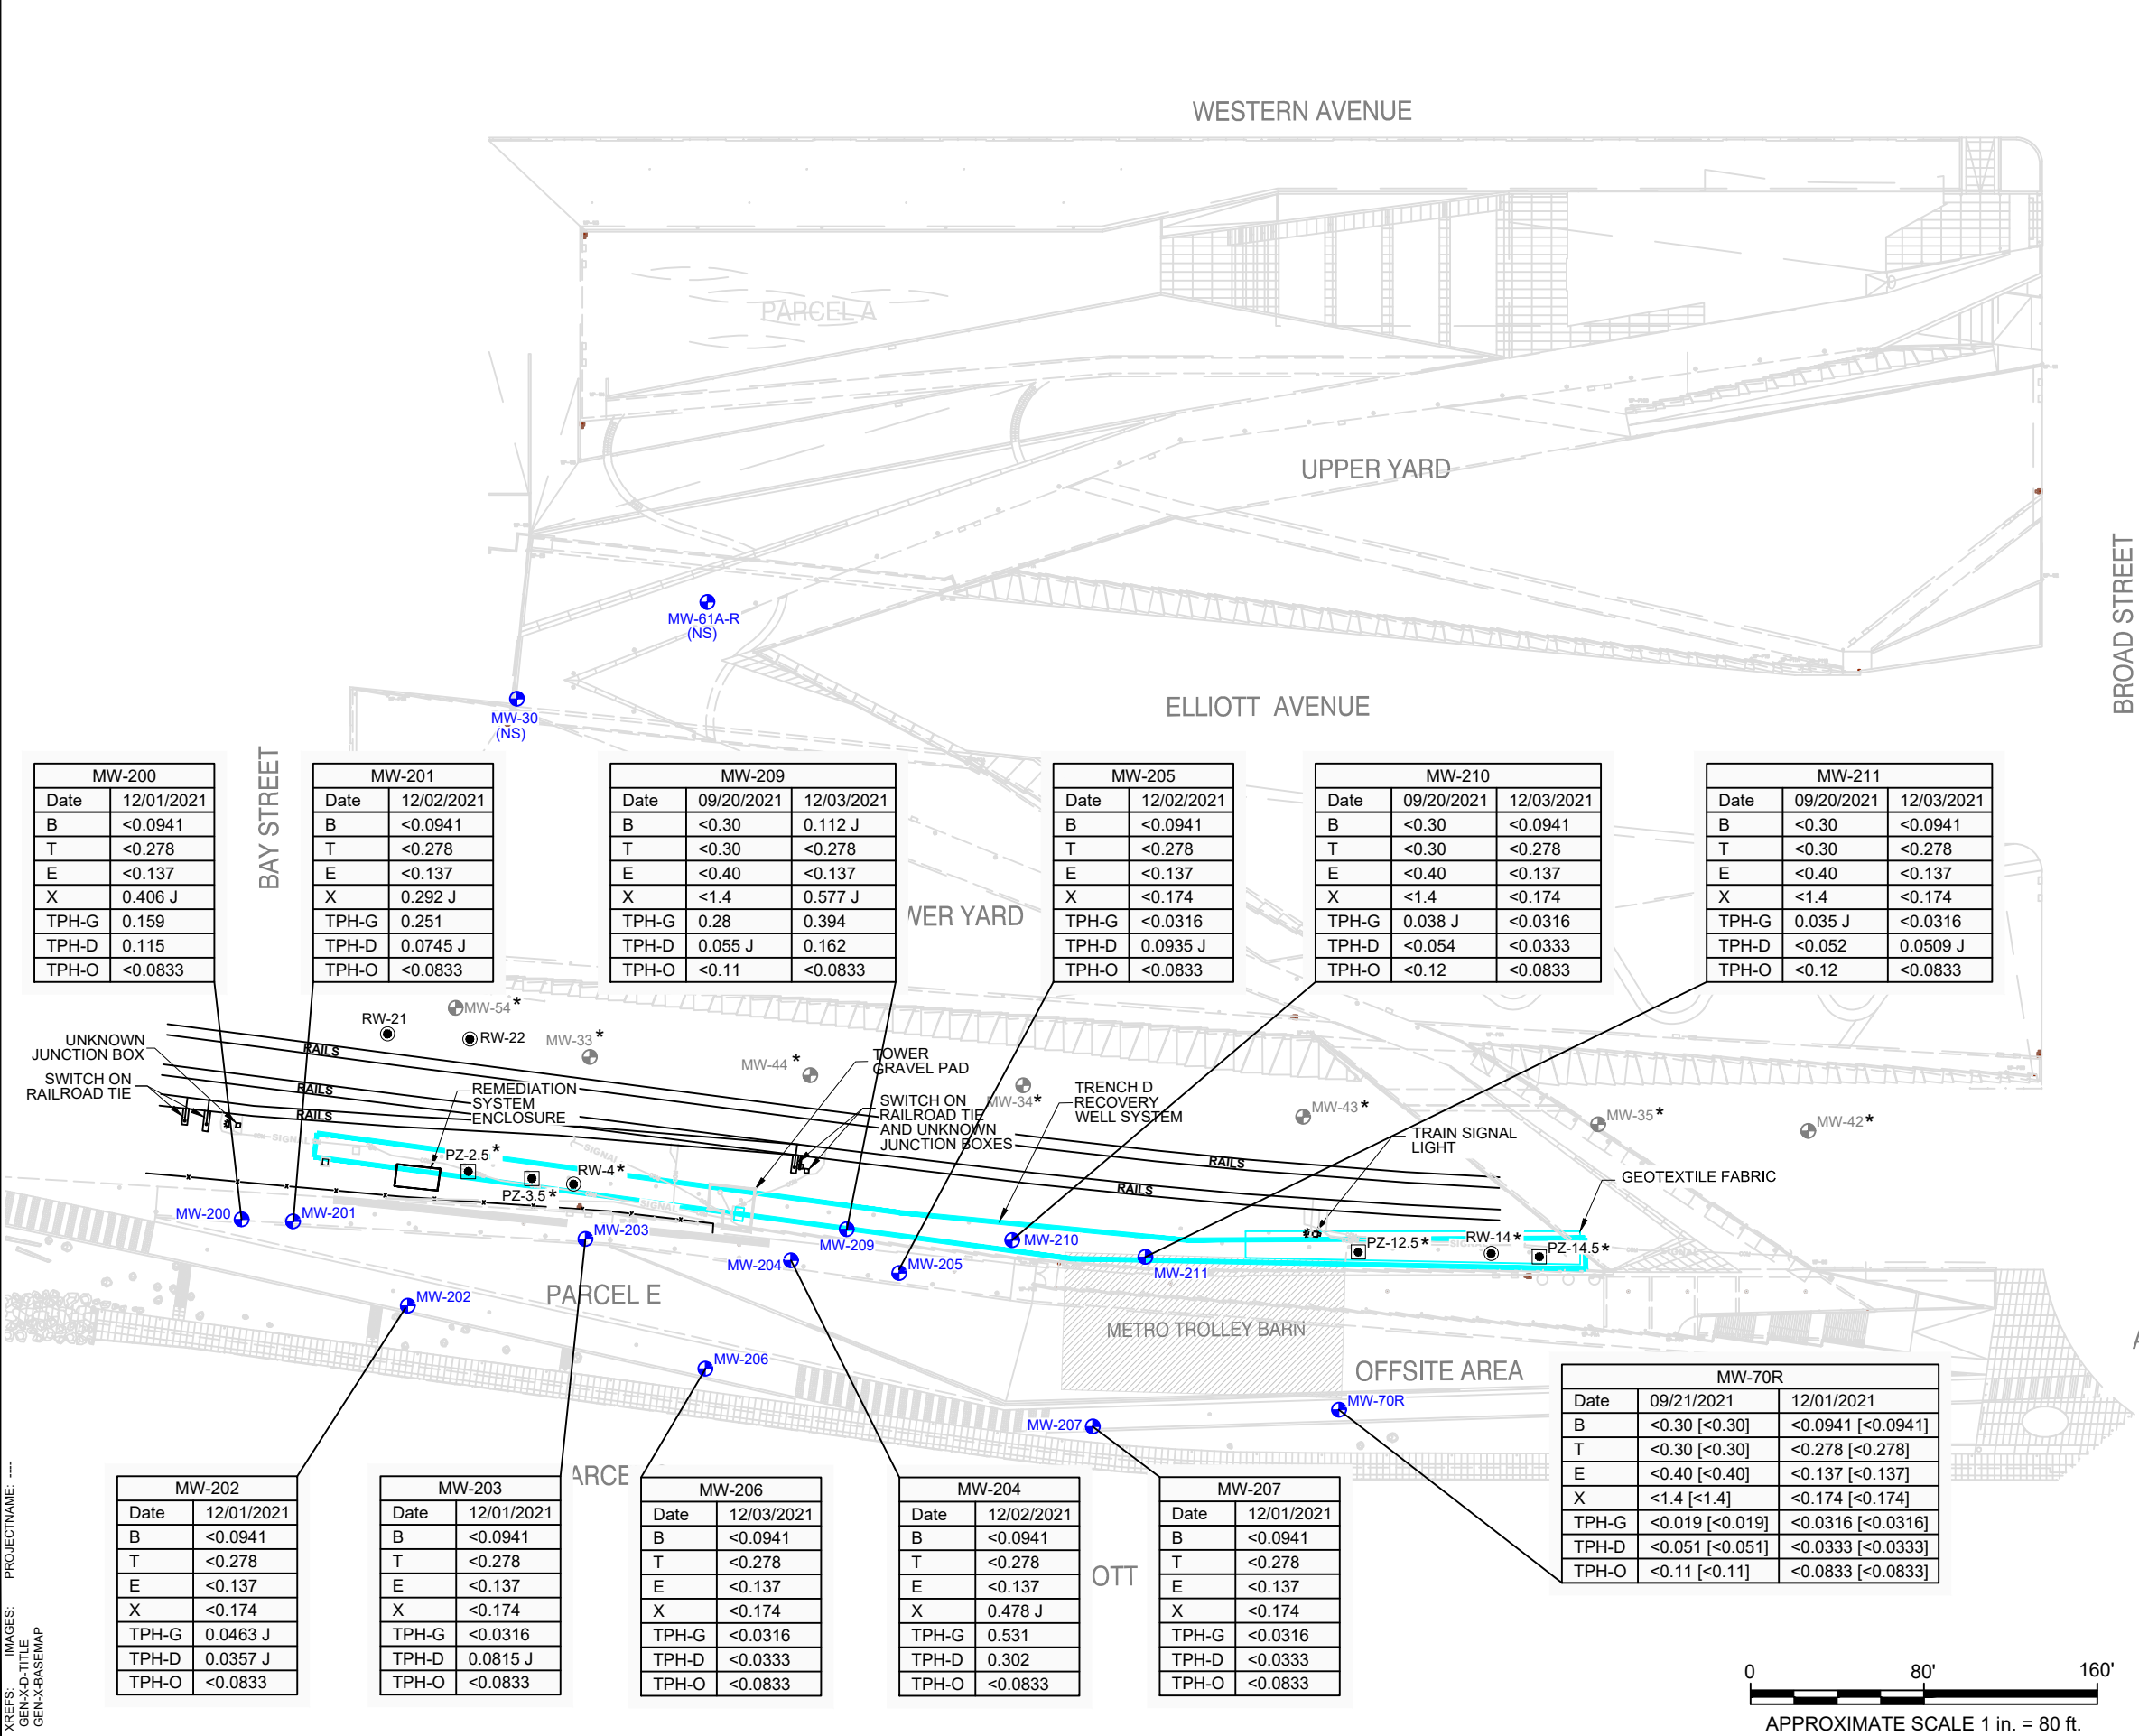 WESTERN AVENUE
PARCEL A
UPPER YARD
BROAD STREET
MW-61A-R
(NS)
ELLIOTT AVENUE
MW-30
(NS)
BAY STREET
MW-200
Date 12/01/2021
B <0.0941
T <0.278
E <0.137
X 0.406 J
TPH-G 0.159
TPH-D 0.115
TPH-O <0.0833
MW-201
Date 12/02/2021
B <0.0941
T <0.278
E <0.137
X 0.292 J
TPH-G 0.251
TPH-D 0.0745 J
TPH-O <0.0833
MW-209
Date 09/20/2021 12/03/2021
B <0.30 0.112 J
T <0.30 <0.278
E <0.40 <0.137
X <1.4 0.577 J
TPH-G 0.28 0.394
TPH-D 0.055 J 0.162
TPH-O <0.11 <0.0833
WER YARD
MW-205
Date 12/02/2021
B <0.0941
T <0.278
E <0.137
X <0.174
TPH-G <0.0316
TPH-D 0.0935 J
TPH-O <0.0833
MW-210
Date 09/20/2021 12/03/2021
B <0.30 <0.0941
T <0.30 <0.278
E <0.40 <0.137
X <1.4 <0.174
TPH-G 0.038 J <0.0316
TPH-D <0.054 <0.0333
TPH-O <0.12 <0.0833
MW-211
Date 09/20/2021 12/03/2021
B <0.30 <0.0941
T <0.30 <0.278
E <0.40 <0.137
X <1.4 <0.174
TPH-G 0.035 J <0.0316
TPH-D <0.052 0.0509 J
TPH-O <0.12 <0.0833
MW-54*
RW-21
RW-22
MW-33*
MW-44*
MW-34*
MW-43*
MW-35*
MW-42*
UNKNOWN
JUNCTION BOX
SWITCH ON
RAILROAD TIE
RAILS
RAILS
RAILS
REMEDIATION
SYSTEM
ENCLOSURE
TOWER
GRAVEL PAD
SWITCH ON
RAILROAD TIE
AND UNKNOWN
JUNCTION BOXES
TRENCH D
RECOVERY
WELL SYSTEM
TRAIN SIGNAL
LIGHT
RAILS
RAILS
GEOTEXTILE FABRIC
SIGNAL
SIGNAL
SIGNAL
PZ-2.5*
PZ-3.5*
RW-4*
PZ-12.5*
RW-14*
PZ-14.5*
MW-200
MW-201
MW-203
MW-209
MW-210
MW-204
MW-205
MW-211
MW-202
PARCEL E
METRO TROLLEY BARN
MW-206
OFFSITE AREA
MW-207
MW-70R
MW-70R
Date 09/21/2021 12/01/2021
B <0.30 [<0.30] <0.0941 [<0.0941]
T <0.30 [<0.30] <0.278 [<0.278]
E <0.40 [<0.40] <0.137 [<0.137]
X <1.4 [<1.4] <0.174 [<0.174]
TPH-G <0.019 [<0.019] <0.0316 [<0.0316]
TPH-D <0.051 [<0.051] <0.0333 [<0.0333]
TPH-O <0.11 [<0.11] <0.0833 [<0.0833]
MW-202
Date 12/01/2021
B <0.0941
T <0.278
E <0.137
X <0.174
TPH-G 0.0463 J
TPH-D 0.0357 J
TPH-O <0.0833
MW-203
Date 12/01/2021
B <0.0941
T <0.278
E <0.137
X <0.174
TPH-G <0.0316
TPH-D 0.0815 J
TPH-O <0.0833
ARCE
MW-206
Date 12/03/2021
B <0.0941
T <0.278
E <0.137
X <0.174
TPH-G <0.0316
TPH-D <0.0333
TPH-O <0.0833
MW-204
Date 12/02/2021
B <0.0941
T <0.278
E <0.137
X 0.478 J
TPH-G 0.531
TPH-D 0.302
TPH-O <0.0833
OTT
MW-207
Date 12/01/2021
B <0.0941
T <0.278
E <0.137
X <0.174
TPH-G <0.0316
TPH-D <0.0333
TPH-O <0.0833
0 80' 160'
APPROXIMATE SCALE 1 in. = 80 ft.
XREFS: IMAGES: PROJECTNAME: ----
GEN-X-D-TITLE
GEN-X-BASEMAP